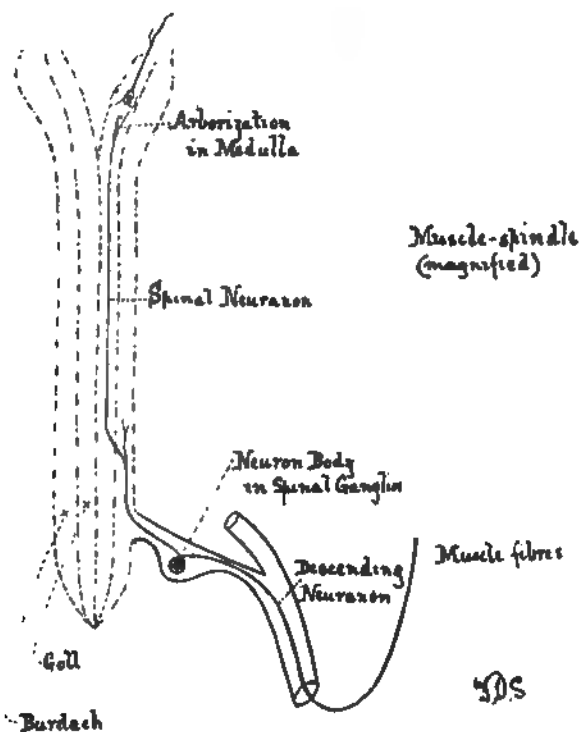 Arborization
in Medulla
Muscle-spindle
(magnified)
Spinal Neuraxon
Neuron Body
in Spinal Ganglion
Muscle fibres
Descending
Neuraxon
Goll
Burdach